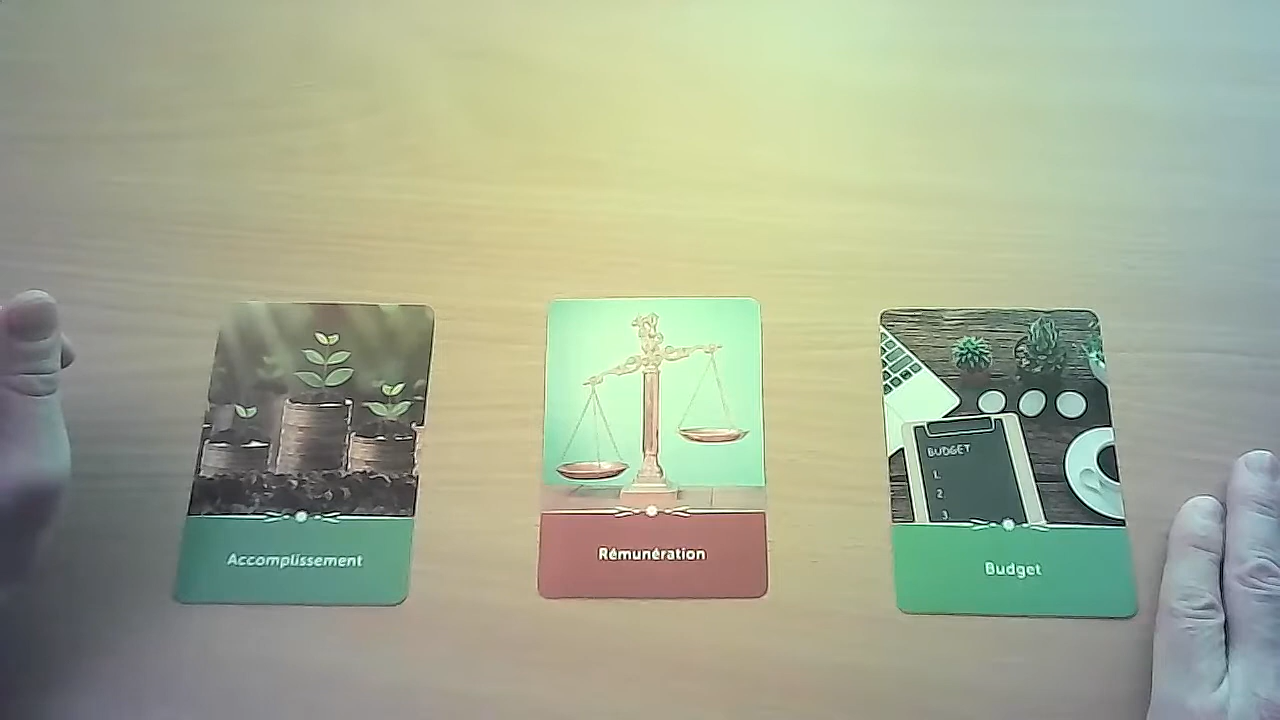 Accomplissement
Rémunération
BUDGET
1.
2
3
Budget